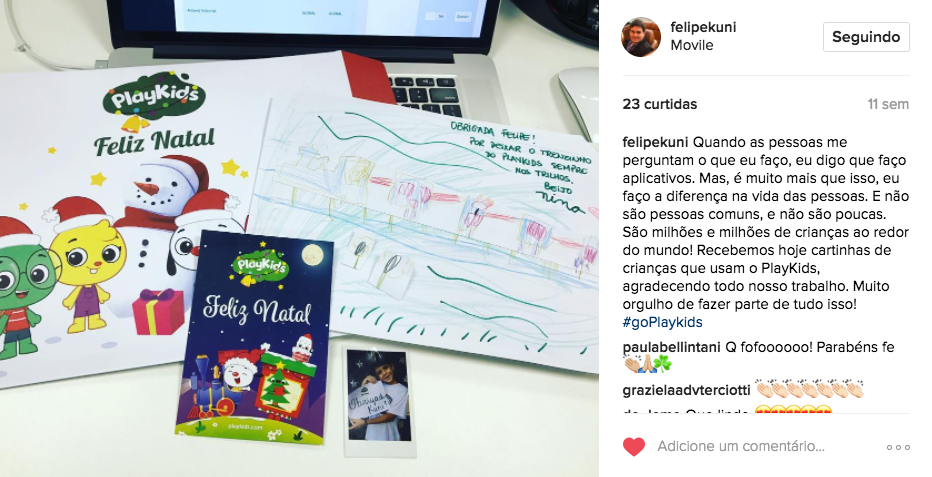 PlayKids
Feliz Natal
OBRIGADA FELIPE!
POR DEIXAR O TRENZINHO
DO PLAYKIDS SEMPRE
NOS TRILHOS.
BEIJO
Nina
PlayKids
Feliz Natal
playkids.com
Obrigado
Kuni!
felipekuni
Movile
Seguindo
23 curtidas
11 sem
felipekuni Quando as pessoas me
perguntam o que eu faço, eu digo que faço
aplicativos. Mas, é muito mais que isso, eu
faço a diferença na vida das pessoas. E não
são pessoas comuns, e não são poucas.
São milhões e milhões de crianças ao redor
do mundo! Recebemos hoje cartinhas de
crianças que usam o PlayKids,
agradecendo todo nosso trabalho. Muito
orgulho de fazer parte de tudo isso!
#goPlaykids
paulabellintani Q fofoooooo! Parabéns fe
👏🏼🙏🏼🍀
grazielaadvterciotti 👏🏻👏🏻👏🏻👏🏻👏🏻👏🏻👏🏻
Adicione um comentário...